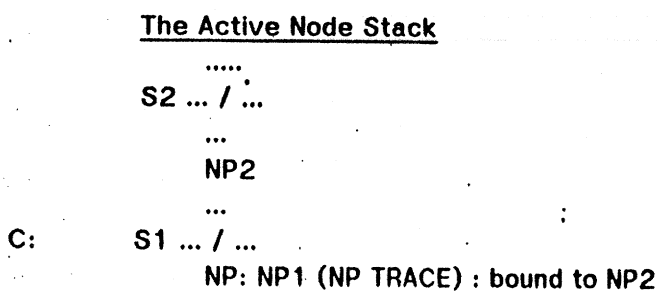 The Active Node Stack
.....
S2 ... / ...
...
NP2
...
C: S1 ... / ...
NP: NP1 (NP TRACE) : bound to NP2